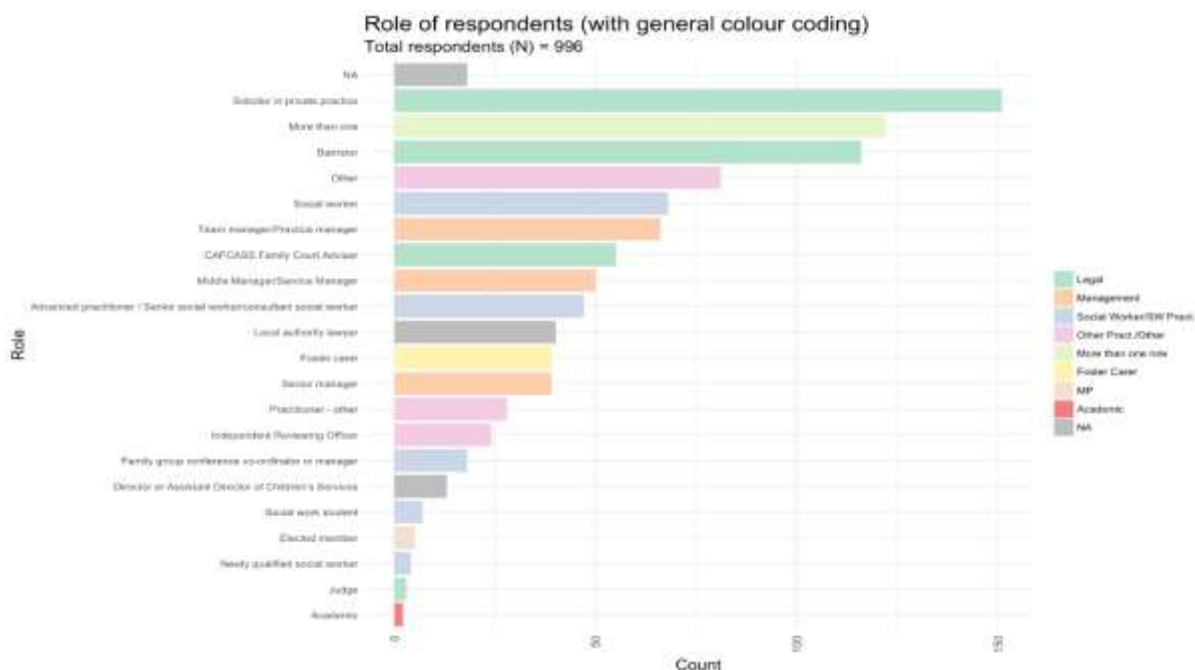 Role of respondents (with general colour coding)
Total respondents (N) = 996
NA
Solicitor in private practice
More than one
Barrister
Other
Social worker
Team manager/Practice manager
CAFCASS Family Court Adviser
Middle Manager/Service Manager
Advanced practitioner / Senior social worker/consultant social worker
Local authority lawyer
Foster carer
Senior manager
Practitioner - other
Independent Reviewing Officer
Family group conference co-ordinator or manager
Director or Assistant Director of Children's Services
Social work student
Elected member
Newly qualified social worker
Judge
Academic
Role
0
50
100
150
Count
Legal
Management
Social Worker/SW Pract.
Other Pract./Other
More than one role
Foster Carer
MP
Academic
NA